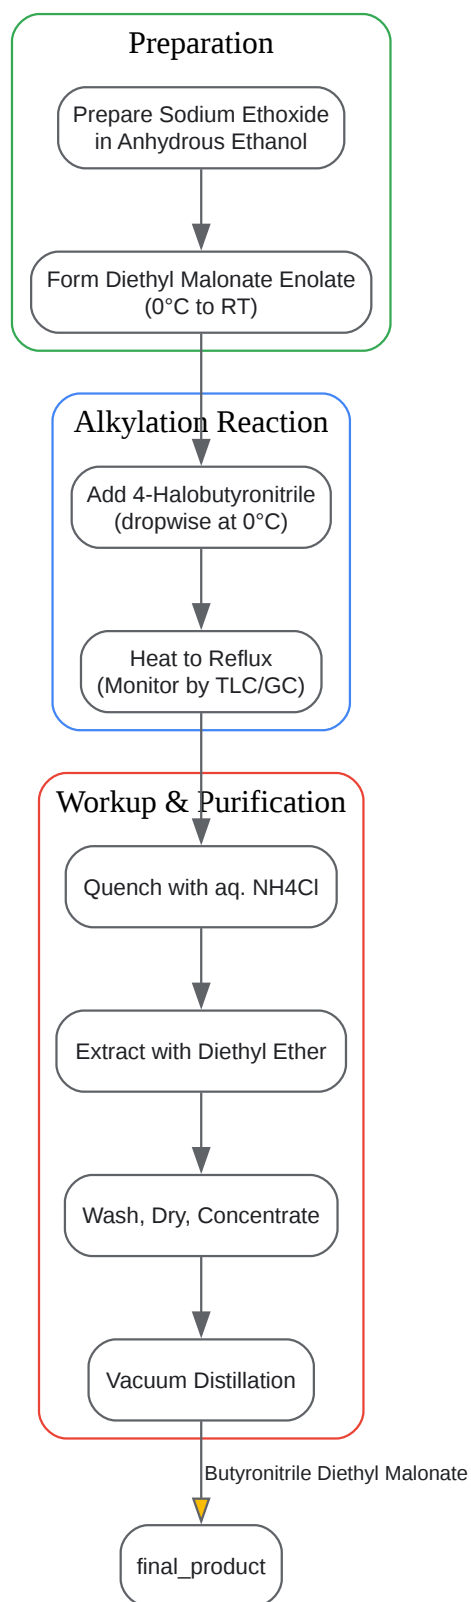 Preparation
Prepare Sodium Ethoxide
in Anhydrous Ethanol
Form Diethyl Malonate Enolate
(0°C to RT)
Alkylation Reaction
Add 4-Halobutyronitrile
(dropwise at 0°C)
Heat to Reflux
(Monitor by TLC/GC)
Workup & Purification
Quench with aq. NH4Cl
Extract with Diethyl Ether
Wash, Dry, Concentrate
Vacuum Distillation
Butyronitrile Diethyl Malonate
final_product